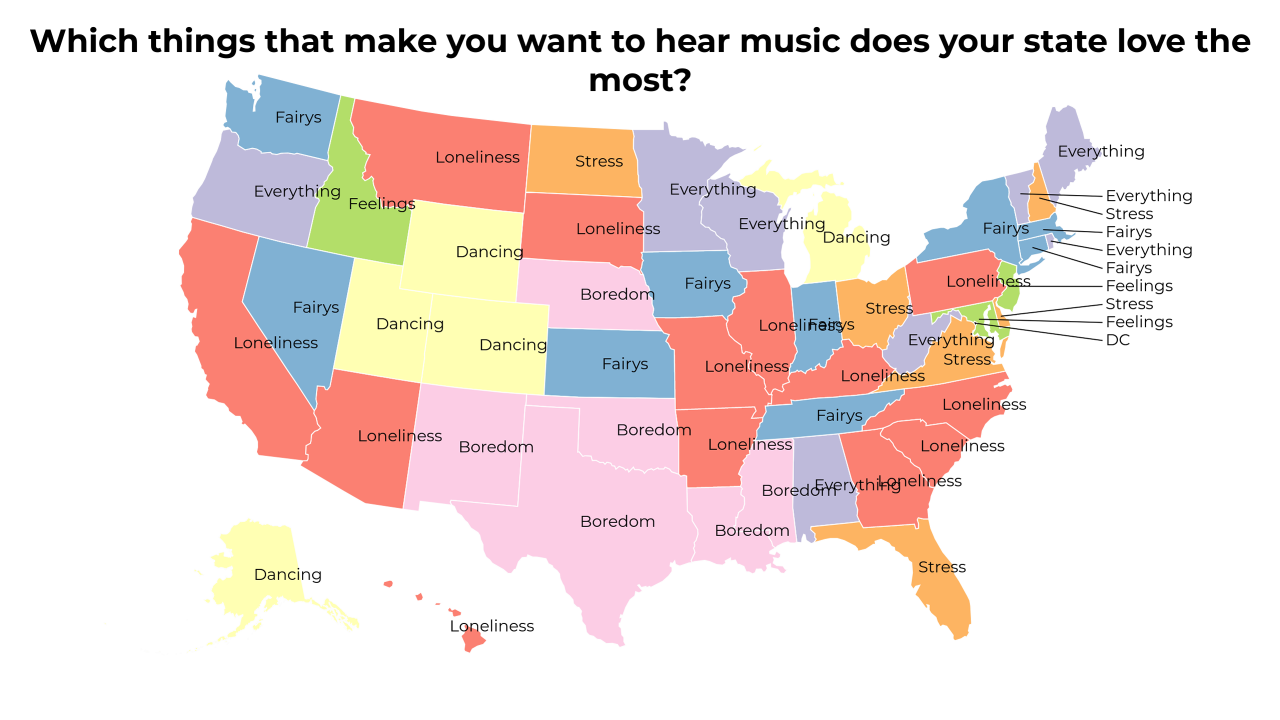 Which things that make you want to hear music does your state love the
most?
Fairys
Everything
Loneliness
Stress
Everything
Everything
Everything
Feelings
Everything
Stress
Loneliness
Everything
Fairys
Fairys
Dancing
Dancing
Everything
Fairys
Loneliness
Feelings
Fairys
Boredom
Stress
Fairys
Loneliness
Stress
Dancing
Loneliness
Fairys
Feelings
Loneliness
Dancing
Everything
DC
Fairys
Loneliness
Stress
Loneliness
Loneliness
Fairys
Loneliness
Boredom
Loneliness
Boredom
Loneliness
Loneliness
Boredom
Everything
Loneliness
Boredom
Boredom
Stress
Dancing
Loneliness